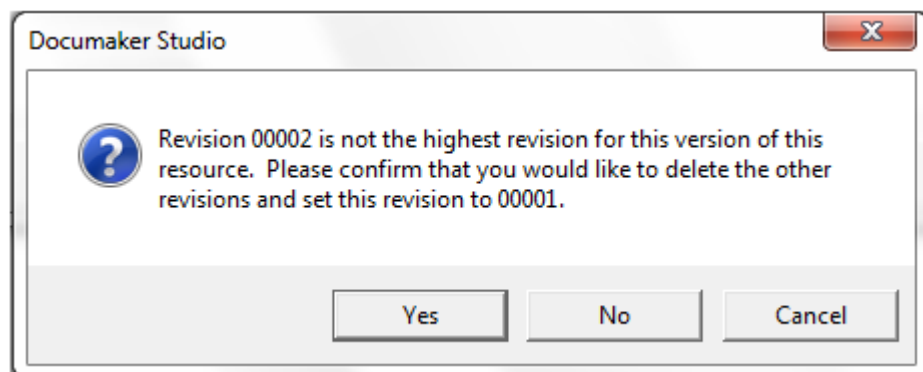 Documaker Studio
Revision 00002 is not the highest revision for this version of this
resource.  Please confirm that you would like to delete the other
revisions and set this revision to 00001.
Yes
No
Cancel